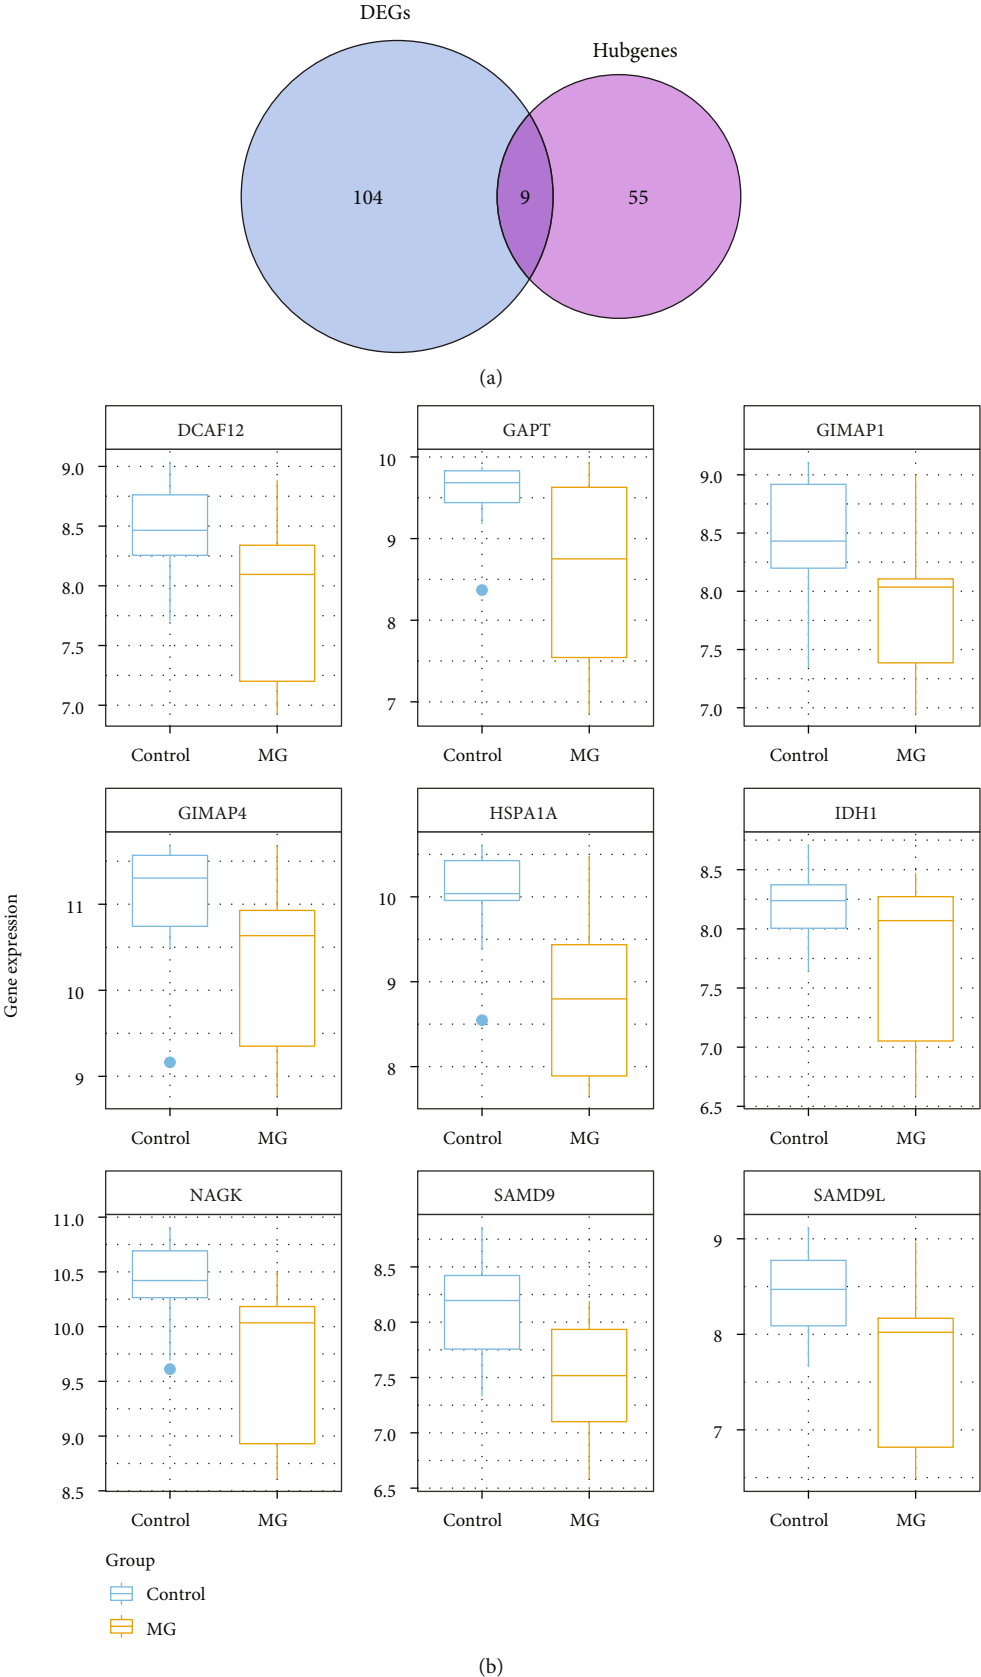 DEGs
Hubgenes
104
9
55
(a)
DCAF12
GAPT
GIMAP1
9.0
8.5
8.0
7.5
7.0
10
9
8
7
9.0
8.5
8.0
7.5
7.0
Control
MG
Control
MG
Control
MG
Gene expression
GIMAP4
HSPA1A
IDH1
11
10
9
10
9
8
8.5
8.0
7.5
7.0
6.5
Control
MG
Control
MG
Control
MG
NAGK
SAMD9
SAMD9L
11.0
10.5
10.0
9.5
9.0
8.5
8.5
8.0
7.5
7.0
6.5
9
8
7
Control
MG
Control
MG
Control
MG
Group
Control
MG
(b)